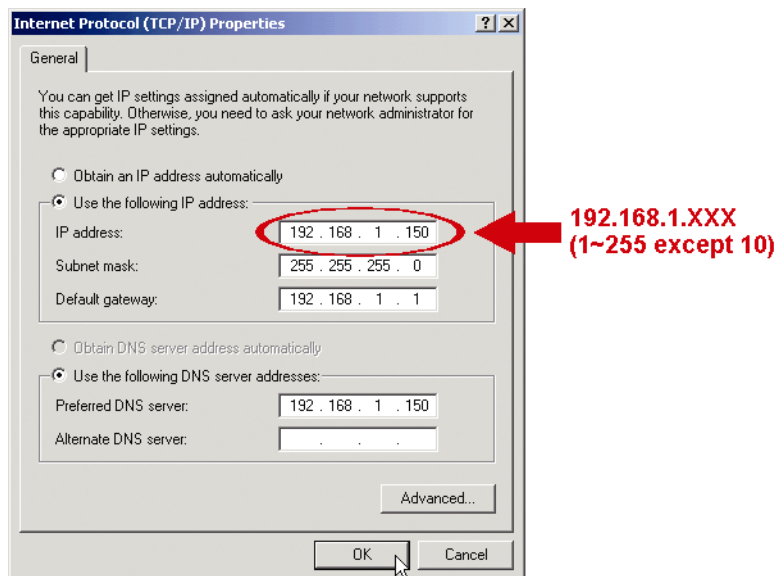 Internet Protocol (TCP/IP) Properties
General
You can get IP settings assigned automatically if your network supports
this capability. Otherwise, you need to ask your network administrator for
the appropriate IP settings.
Obtain an IP address automatically
Use the following IP address:
IP address: 192 . 168 . 1 . 150
Subnet mask: 255 . 255 . 255 . 0
Default gateway: 192 . 168 . 1 . 1
192.168.1.XXX
(1~255 except 10)
Obtain DNS server address automatically
Use the following DNS server addresses:
Preferred DNS server: 192 . 168 . 1 . 150
Alternate DNS server: . . .
Advanced...
OK Cancel